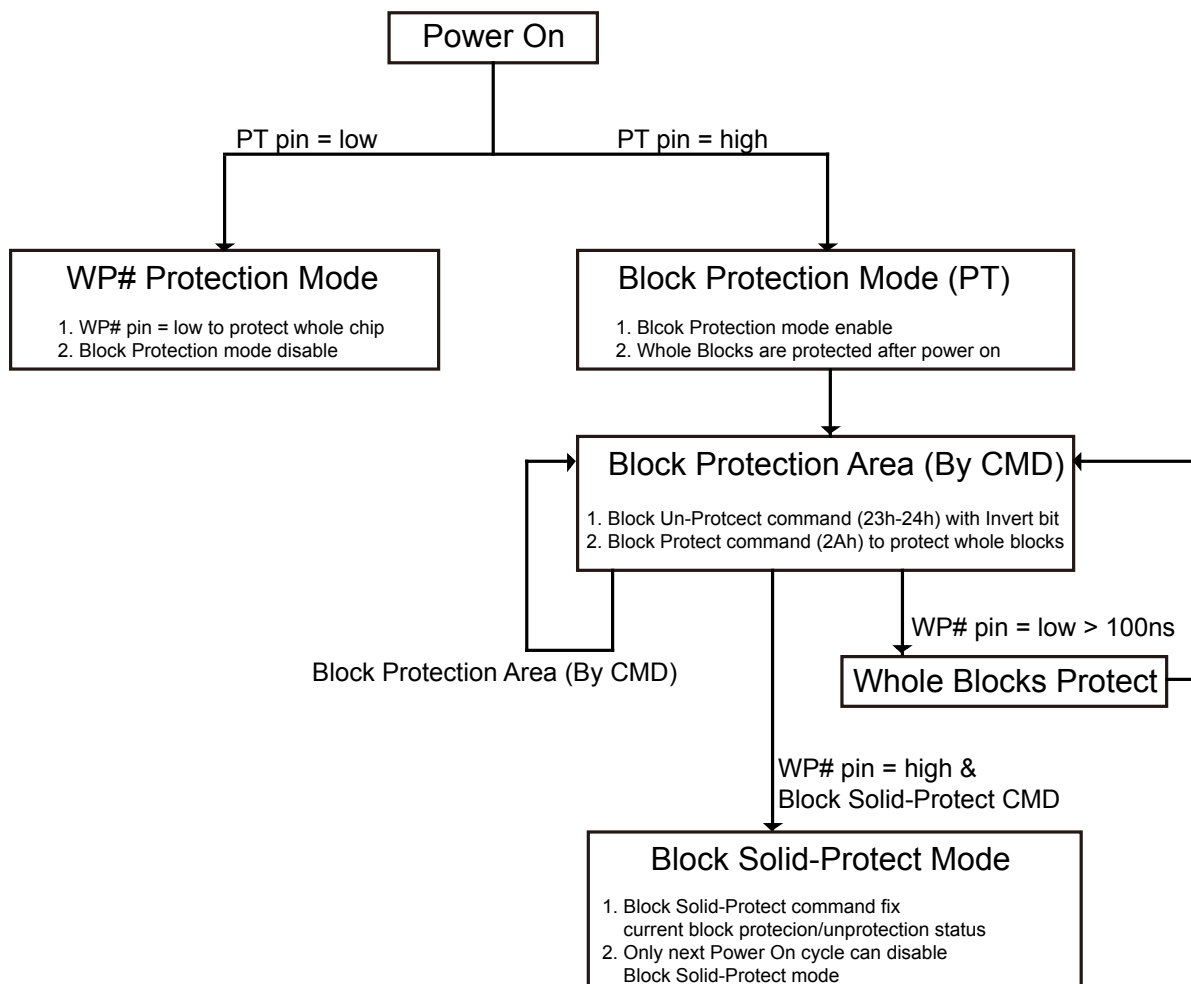 Power On
PT pin = low
PT pin = high
WP# Protection Mode
1. WP# pin = low to protect whole chip
2. Block Protection mode disable
Block Protection Mode (PT)
1. Blcok Protection mode enable
2. Whole Blocks are protected after power on
Block Protection Area (By CMD)
1. Block Un-Protcect command (23h-24h) with Invert bit
2. Block Protect command (2Ah) to protect whole blocks
WP# pin = low > 100ns
Block Protection Area (By CMD)
Whole Blocks Protect
WP# pin = high &
Block Solid-Protect CMD
Block Solid-Protect Mode
1. Block Solid-Protect command fix
current block protecion/unprotection status
2. Only next Power On cycle can disable
Block Solid-Protect mode